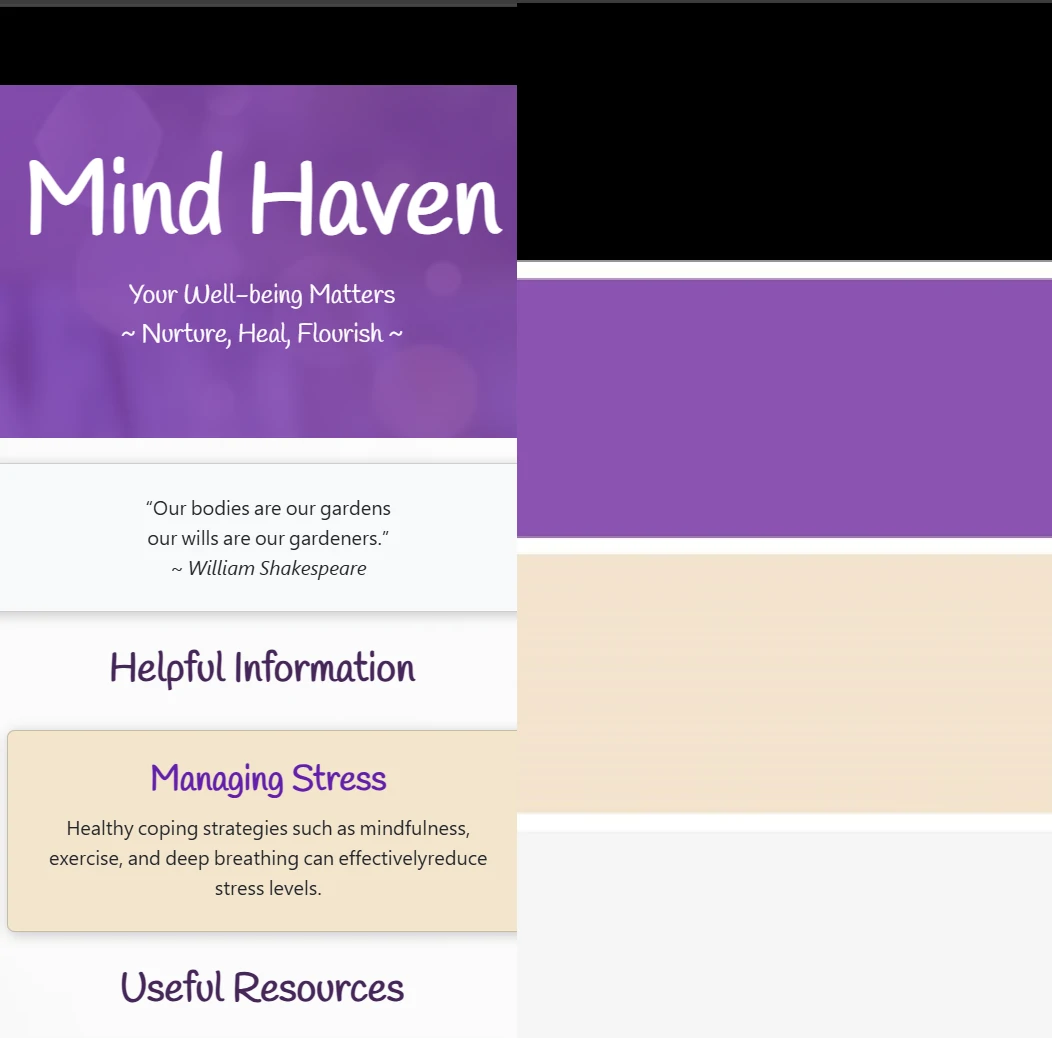 Mind Haven
Your Well-being Matters
~ Nurture, Heal, Flourish ~
“Our bodies are our gardens
our wills are our gardeners.”
~ William Shakespeare
Helpful Information
Managing Stress
Healthy coping strategies such as mindfulness,
exercise, and deep breathing can effectivelyreduce
stress levels.
Useful Resources